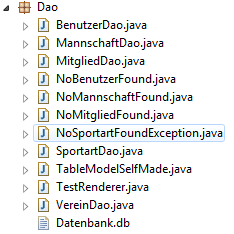 Dao
BenutzerDao.java
MannschaftDao.java
MitgliedDao.java
NoBenutzerFound.java
NoMannschaftFound.java
NoMitgliedFound.java
NoSportartFoundException.java
SportartDao.java
TableModelSelfMade.java
TestRenderer.java
VereinDao.java
Datenbank.db